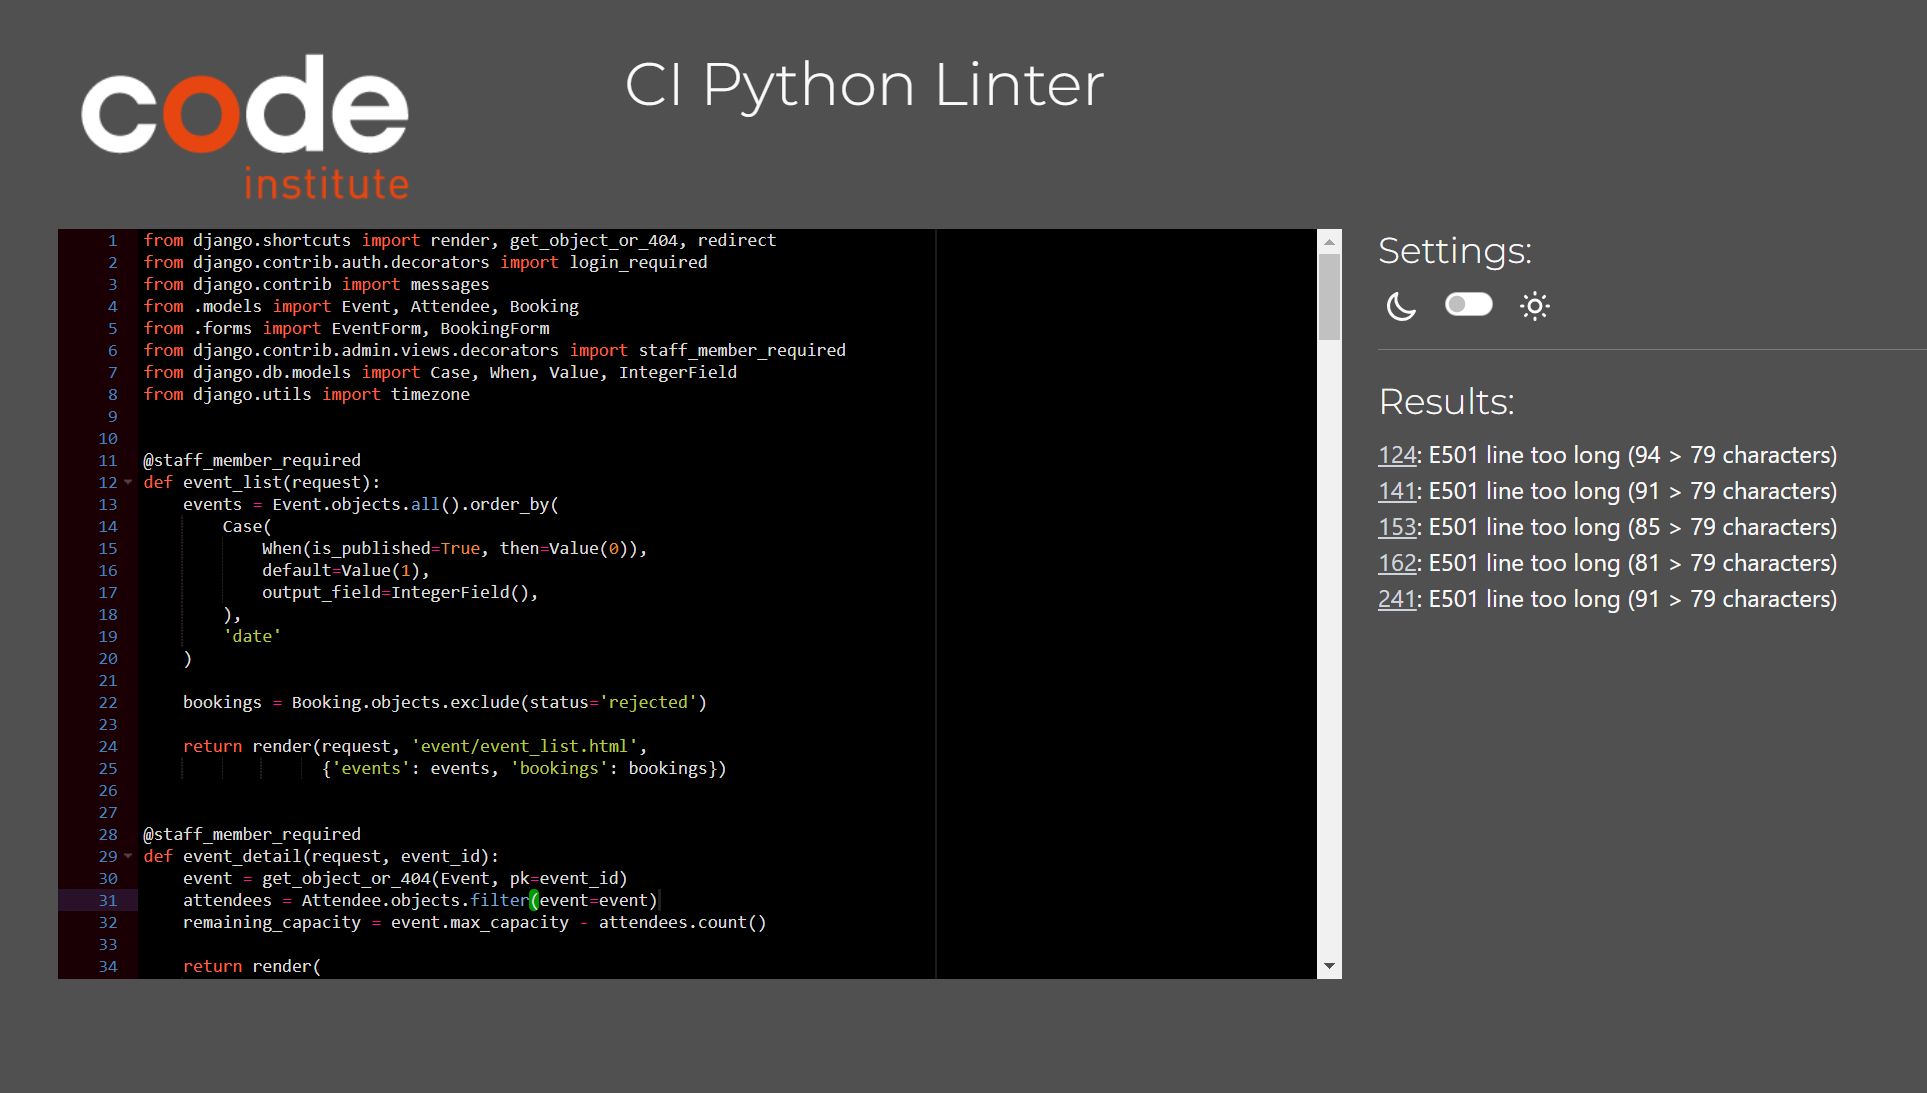 code
institute
CI Python Linter
1 from django.shortcuts import render, get_object_or_404, redirect
2 from django.contrib.auth.decorators import login_required
3 from django.contrib import messages
4 from .models import Event, Attendee, Booking
5 from .forms import EventForm, BookingForm
6 from django.contrib.admin.views.decorators import staff_member_required
7 from django.db.models import Case, When, Value, IntegerField
8 from django.utils import timezone
9
10
11 @staff_member_required
12 def event_list(request):
13     events = Event.objects.all().order_by(
14         Case(
15             When(is_published=True, then=Value(0)),
16             default=Value(1),
17             output_field=IntegerField(),
18         ),
19         'date'
20     )
21
22     bookings = Booking.objects.exclude(status='rejected')
23
24     return render(request, 'event/event_list.html',
25                   {'events': events, 'bookings': bookings})
26
27
28 @staff_member_required
29 def event_detail(request, event_id):
30     event = get_object_or_404(Event, pk=event_id)
31     attendees = Attendee.objects.filter(event=event)
32     remaining_capacity = event.max_capacity - attendees.count()
33
34     return render(
Settings:
Results:
124: E501 line too long (94 > 79 characters)
141: E501 line too long (91 > 79 characters)
153: E501 line too long (85 > 79 characters)
162: E501 line too long (81 > 79 characters)
241: E501 line too long (91 > 79 characters)